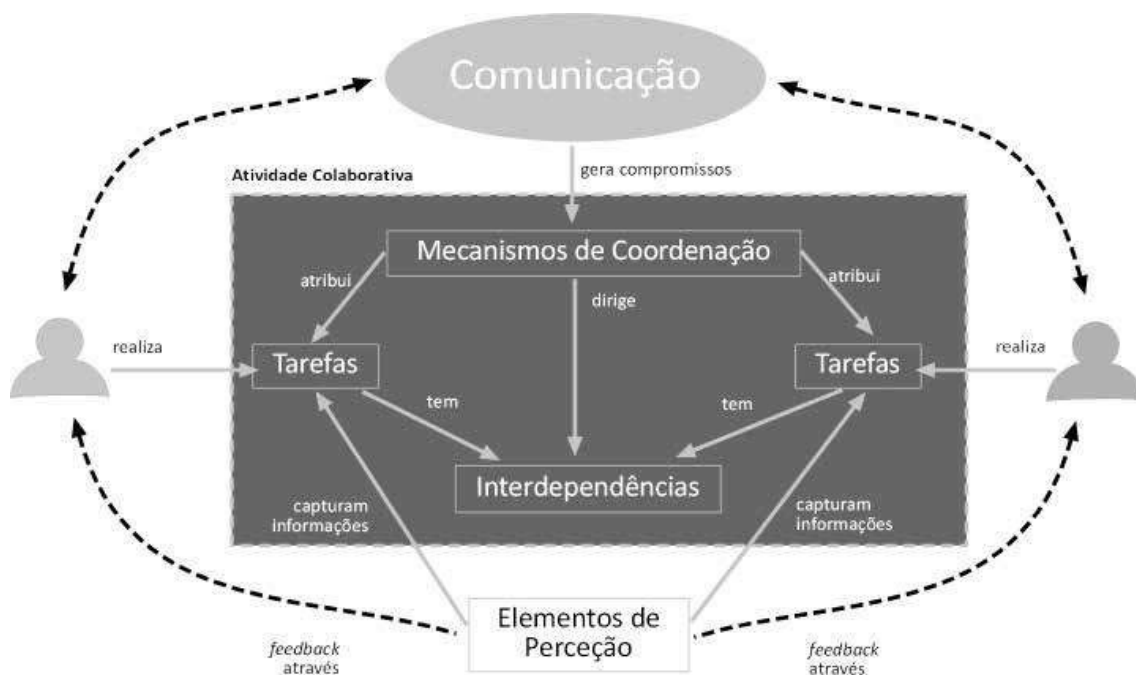 Comunicação
gera compromissos
Atividade Colaborativa
Mecanismos de Coordenação
atribui
dirige
atribui
realiza
Tarefas
Tarefas
realiza
tem
tem
Interdependências
capturam
informações
capturam
informações
Elementos de
Perceção
feedback
através
feedback
através